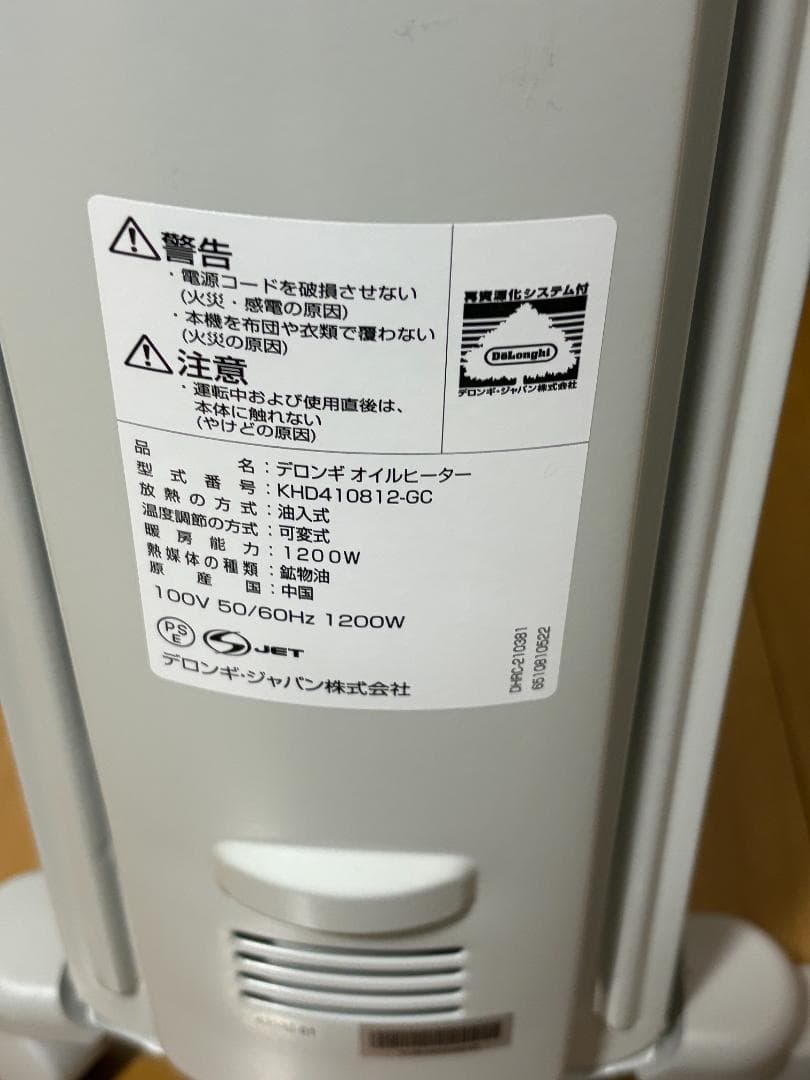 警告
・電源コードを破損させない
(火災・感電の原因)
・本機を布団や衣類で覆わない
(火災の原因)
注意
・運転中および使用直後は、
本体に触れない
(やけどの原因)
再資源化システム付
DeLonghi
デロンギ・ジャパン株式会社
品名:デロンギ オイルヒーター
型式番号:KHD410812-GC
放熱の方式:油入式
温度調節の方式:可変式
暖房能力:1200W
熱媒体の種類:鉱物油
原産国:中国
100V 50/60Hz 1200W
PSE
JET
デロンギ・ジャパン株式会社
DHRC-210381
6510810522